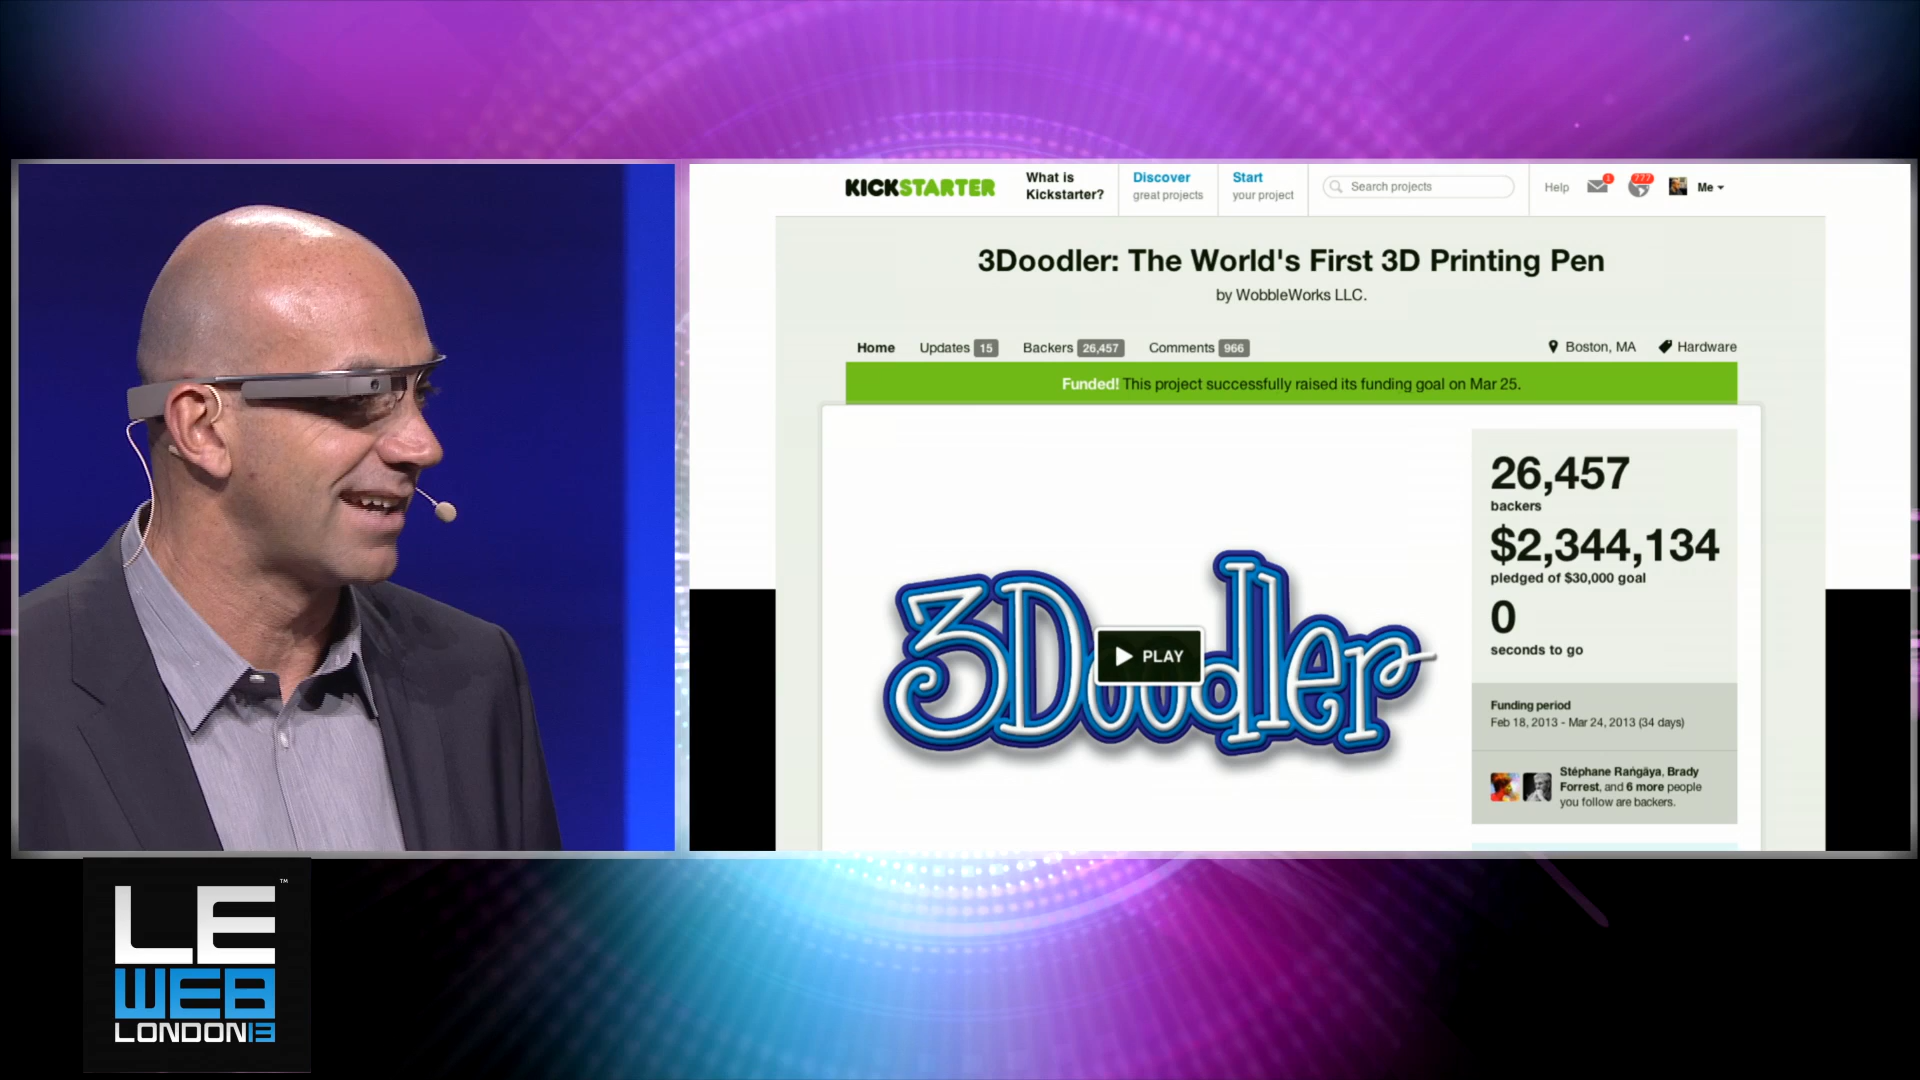 KICKSTARTER
What is
Kickstarter?
Discover
great projects
Start
your project
Search projects
Help
1
777
Me
3Doodler: The World's First 3D Printing Pen
by WobbleWorks LLC.
Home Updates 15 Backers 26,457 Comments 966 Boston, MA Hardware
Funded! This project successfully raised its funding goal on Mar 25.
3Doodler
PLAY
26,457
backers
$2,344,134
pledged of $30,000 goal
0
seconds to go
Funding period
Feb 18, 2013 - Mar 24, 2013 (34 days)
Stéphane Raṅgāya, Brady
Forrest, and 6 more people
you follow are backers.
LE™
WEB
LONDON13